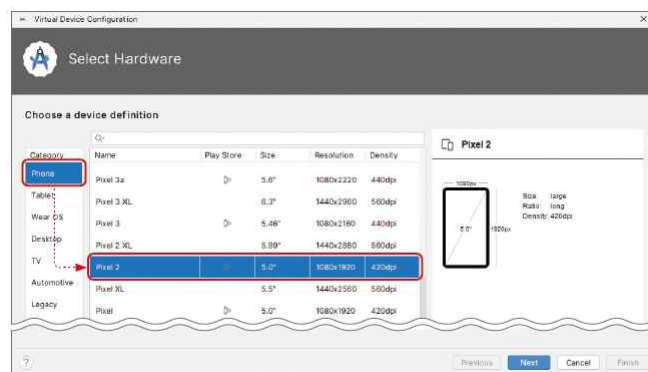 Virtual Device Configuration
Select Hardware
Choose a device definition
Category
Phone
Tablet
Wear OS
Desktop
TV
Automotive
Legacy
Name Play Store Size Resolution Density
Pixel 3a 5.6" 1080x2220 440dpi
Pixel 3 XL 6.3" 1440x2960 560dpi
Pixel 3 5.46" 1080x2160 440dpi
Pixel 2 XL 5.99" 1440x2880 560dpi
Pixel 2 5.0" 1080x1920 420dpi
Pixel XL 5.5" 1440x2560 560dpi
Pixel 5.0" 1080x1920 420dpi
Pixel 2
1080px
5.0"
1920px
Size: large
Ratio: long
Density: 420dpi
?
Previous Next Cancel Finish